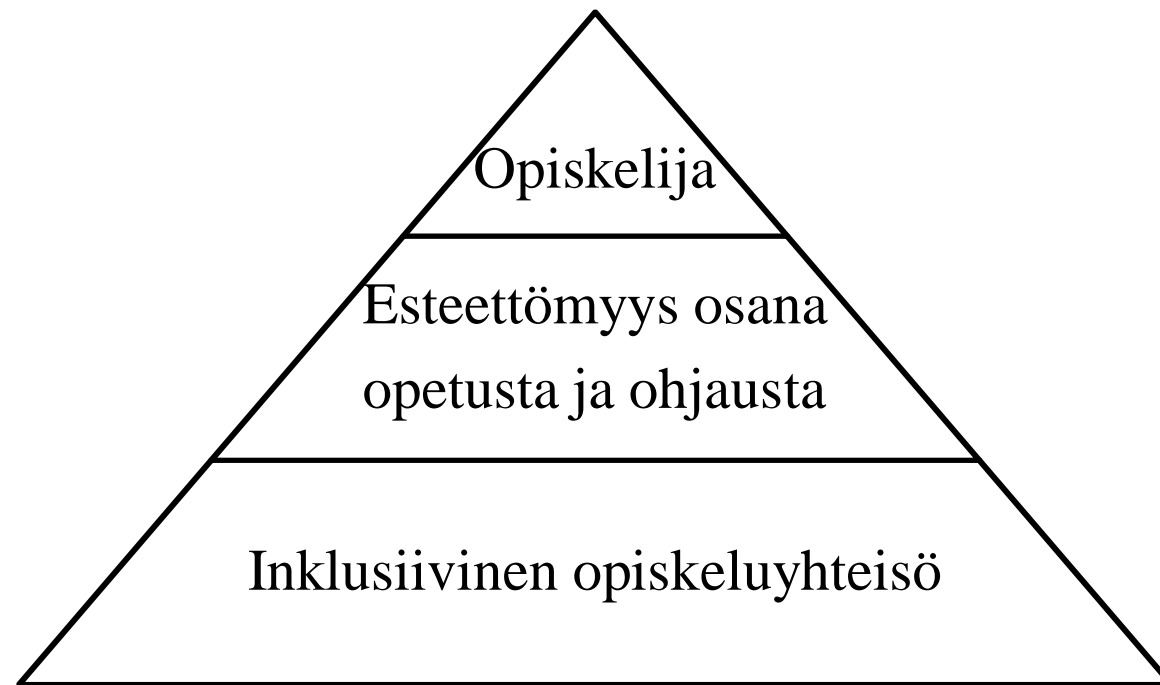 Opiskelija
Esteettömyys osana
opetusta ja ohjausta
Inklusiivinen opiskeluyhteisö